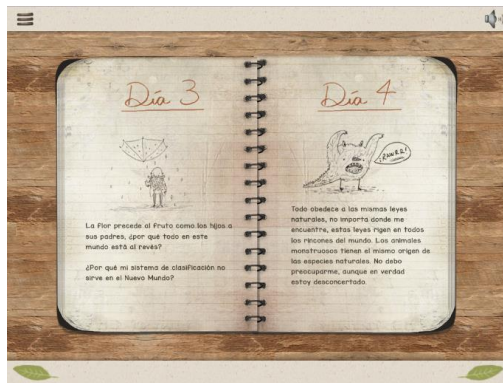 Día 3
La Flor precede al Fruto como los hijos a
sus padres, ¿por qué todo en este
mundo está al revés?
¿Por qué mi sistema de clasificación no
sirve en el Nuevo Mundo?
Día 4
¡RAWRR!
Todo obedece a las mismas leyes
naturales, no importa donde me
encuentre, estas leyes rigen en todos
los rincones del mundo. Los animales
monstruosos tienen el mismo origen de
las especies naturales. No debo
preocuparme, aunque en verdad
estoy desconcertado.